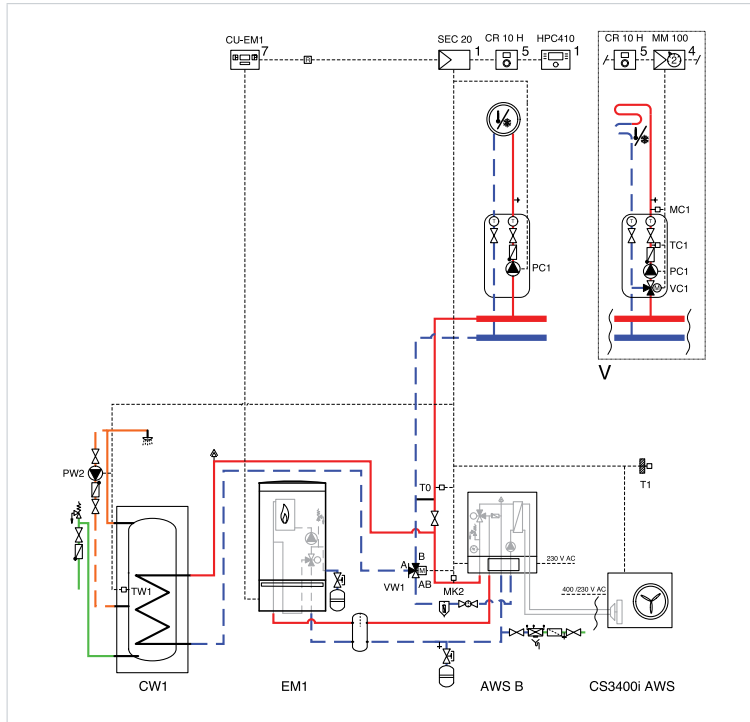 CU-EM1
7
SEC 20
1
CR 10 H
5
HPC410
1
CR 10 H
5
MM 100
4
2
T
T
T
T
MC1
TC1
PC1
PC1
M
VC1
V
PW2
T0
T1
B
A
M
230 V AC
TW1
VW1
AB
MK2
400 /230 V AC
CW1
EM1
AWS B
CS3400i AWS